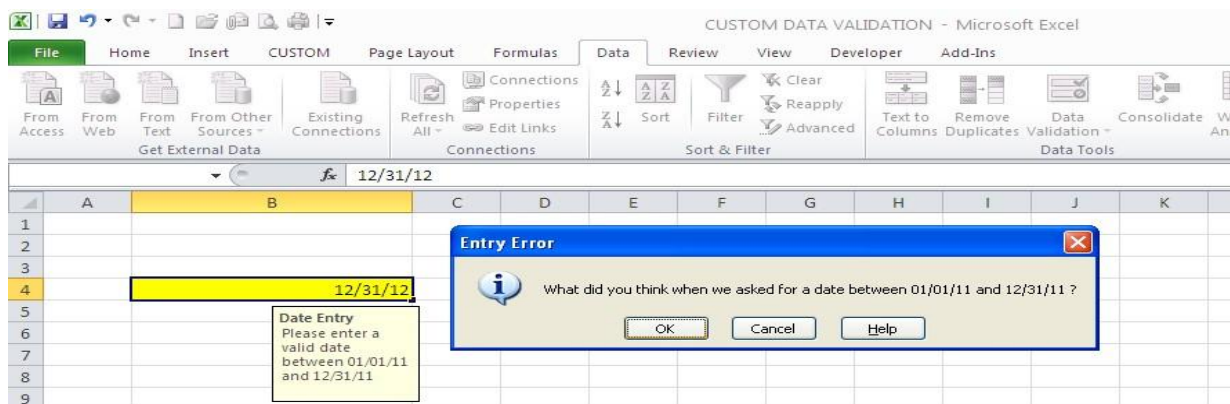 CUSTOM DATA VALIDATION - Microsoft Excel
File Home Insert CUSTOM Page Layout Formulas Data Review View Developer Add-Ins
From Access
From Web
From Text
From Other Sources
Existing Connections
Get External Data
Refresh All
Connections
Properties
Edit Links
Connections
Sort
Filter
Clear
Reapply
Advanced
Sort & Filter
Text to Columns
Remove Duplicates
Data Validation
Consolidate
Data Tools
fx 12/31/12
A B C D E F G H I J K
1
2
3
4 12/31/12
5
6
7
8
9
Date Entry
Please enter a
valid date
between 01/01/11
and 12/31/11
Entry Error
What did you think when we asked for a date between 01/01/11 and 12/31/11 ?
OK Cancel Help